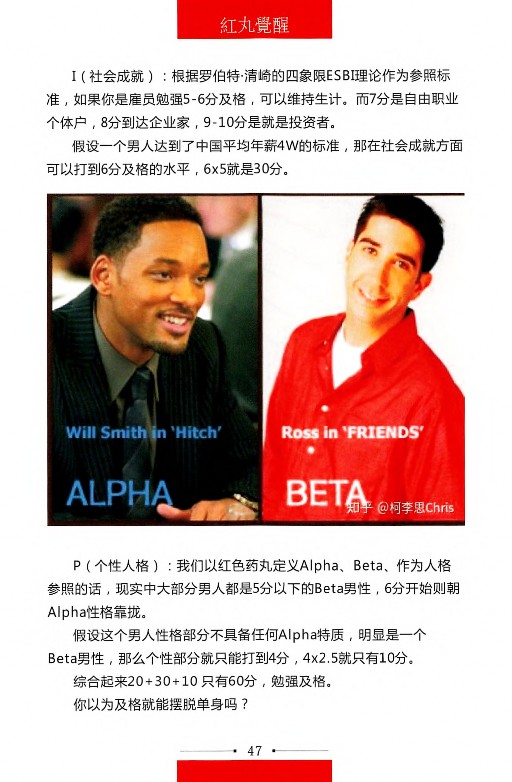 紅丸覺醒
I（社会成就）：根据罗伯特·清崎的四象限ESBI理论作为参照标
准，如果你是雇员勉强5-6分及格，可以维持生计。而7分是自由职业
个体户，8分到达企业家，9-10分是就是投资者。
假设一个男人达到了中国平均年薪4W的标准，那在社会成就方面
可以打到6分及格的水平，6x5就是30分。
Will Smith in ‘Hitch’
ALPHA
Ross in ‘FRIENDS’
BETA
知乎 @柯李思Chris
P（个性人格）：我们以红色药丸定义Alpha、Beta、作为人格
参照的话，现实中大部分男人都是5分以下的Beta男性，6分开始则朝
Alpha性格靠拢。
假设这个男人性格部分不具备任何Alpha特质，明显是一个
Beta男性，那么个性部分就只能打到4分，4x2.5就只有10分。
综合起来20+30+10 只有60分，勉强及格。
你以为及格就能摆脱单身吗？
47